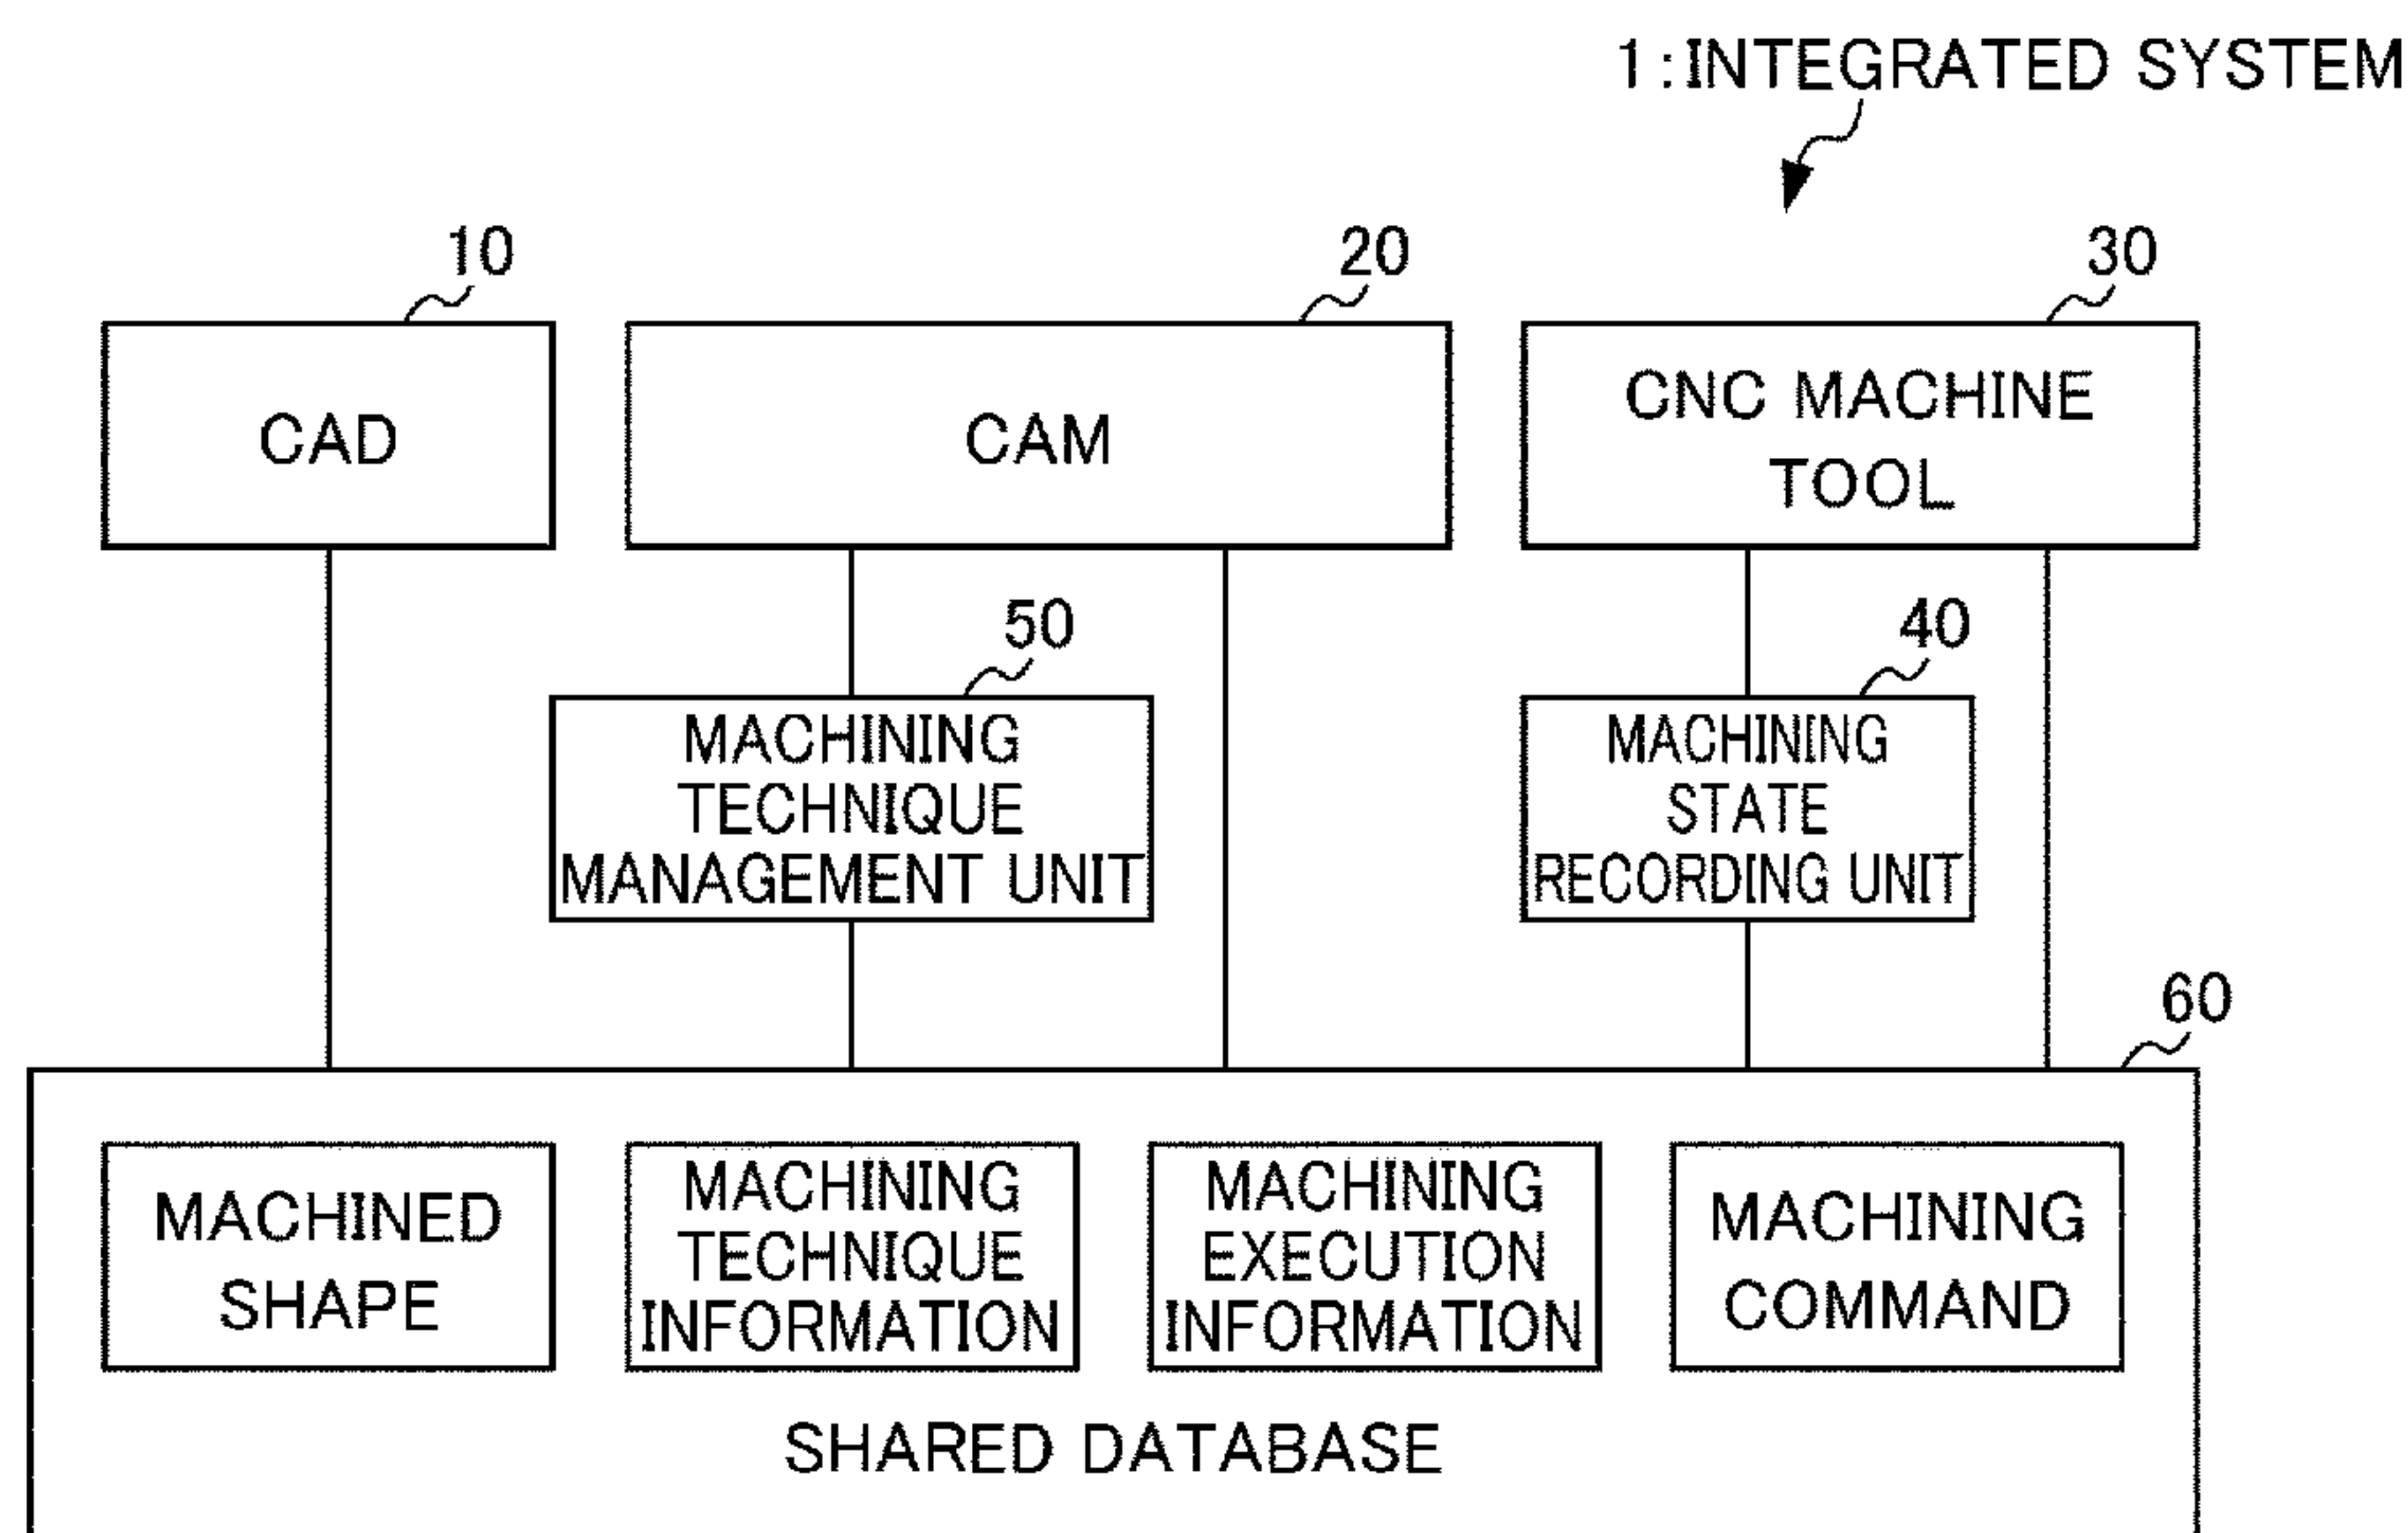 1:INTEGRATED SYSTEM
10
20
30
CAD
CAM
CNC MACHINE
TOOL
50
40
MACHINING
TECHNIQUE
MANAGEMENT UNIT
MACHINING
STATE
RECORDING UNIT
60
MACHINED
SHAPE
MACHINING
TECHNIQUE
INFORMATION
MACHINING
EXECUTION
INFORMATION
MACHINING
COMMAND
SHARED DATABASE